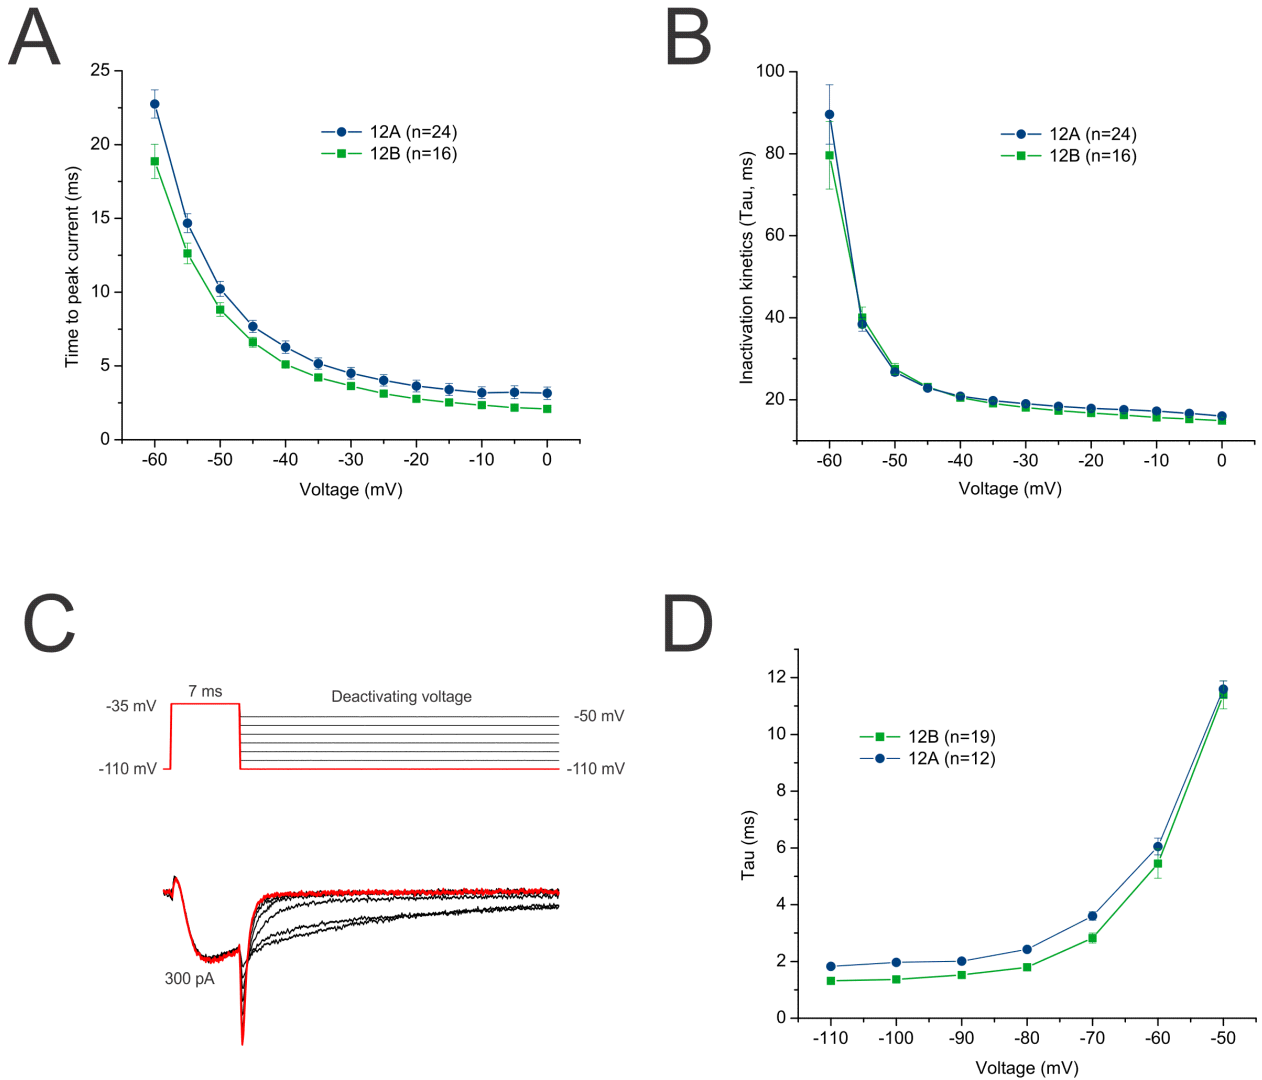 A
25
20
15
10
5
0
Time to peak current (ms)
12A (n=24)
12B (n=16)
-60 -50 -40 -30 -20 -10 0
Voltage (mV)
B
100
80
60
40
20
Inactivation kinetics (Tau, ms)
12A (n=24)
12B (n=16)
-60 -50 -40 -30 -20 -10 0
Voltage (mV)
C
7 ms
Deactivating voltage
-35 mV
-50 mV
-110 mV
-110 mV
300 pA
D
12
10
8
6
4
2
0
Tau (ms)
12B (n=19)
12A (n=12)
-110 -100 -90 -80 -70 -60 -50
Voltage (mV)